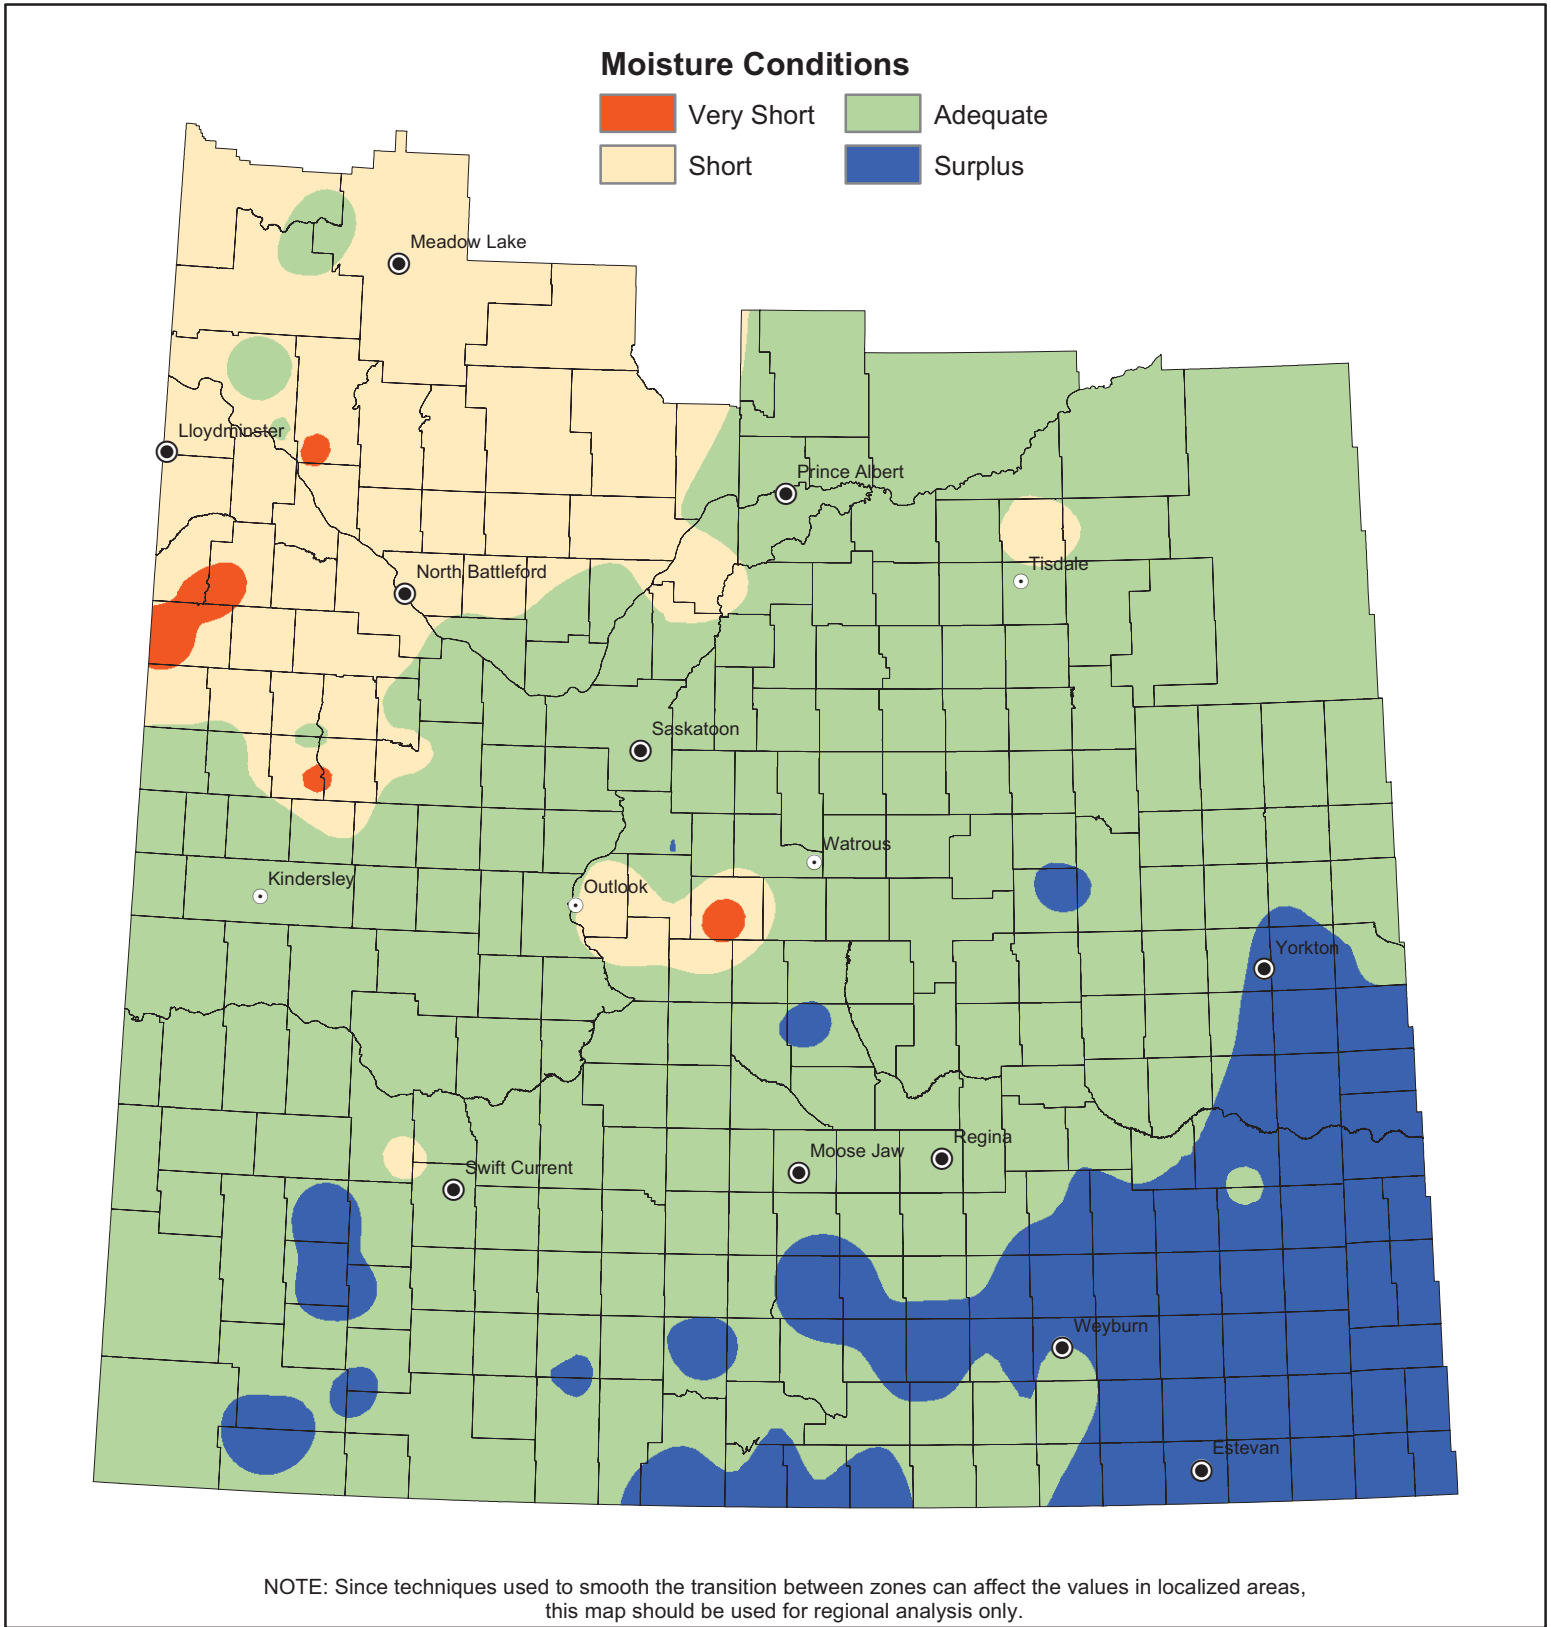 Moisture Conditions
Very Short
Adequate
Short
Surplus
Meadow Lake
Lloydminster
Prince Albert
North Battleford
Tisdale
Saskatoon
Watrous
Kindersley
Outlook
Yorkton
Regina
Moose Jaw
Swift Current
Weyburn
Estevan
NOTE: Since techniques used to smooth the transition between zones can affect the values in localized areas,
this map should be used for regional analysis only.